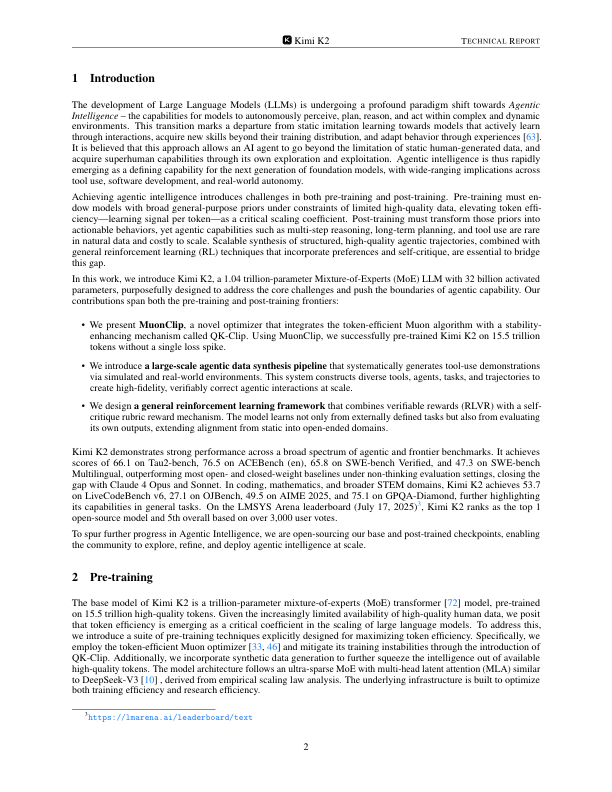 K Kimi K2
TECHNICAL REPORT
1 Introduction
The development of Large Language Models (LLMs) is undergoing a profound paradigm shift towards Agentic
Intelligence – the capabilities for models to autonomously perceive, plan, reason, and act within complex and dynamic
environments. This transition marks a departure from static imitation learning towards models that actively learn
through interactions, acquire new skills beyond their training distribution, and adapt behavior through experiences [63].
It is believed that this approach allows an AI agent to go beyond the limitation of static human-generated data, and
acquire superhuman capabilities through its own exploration and exploitation. Agentic intelligence is thus rapidly
emerging as a defining capability for the next generation of foundation models, with wide-ranging implications across
tool use, software development, and real-world autonomy.
Achieving agentic intelligence introduces challenges in both pre-training and post-training. Pre-training must en-
dow models with broad general-purpose priors under constraints of limited high-quality data, elevating token effi-
ciency—learning signal per token—as a critical scaling coefficient. Post-training must transform those priors into
actionable behaviors, yet agentic capabilities such as multi-step reasoning, long-term planning, and tool use are rare
in natural data and costly to scale. Scalable synthesis of structured, high-quality agentic trajectories, combined with
general reinforcement learning (RL) techniques that incorporate preferences and self-critique, are essential to bridge
this gap.
In this work, we introduce Kimi K2, a 1.04 trillion-parameter Mixture-of-Experts (MoE) LLM with 32 billion activated
parameters, purposefully designed to address the core challenges and push the boundaries of agentic capability. Our
contributions span both the pre-training and post-training frontiers:
• We present MuonClip, a novel optimizer that integrates the token-efficient Muon algorithm with a stability-
enhancing mechanism called QK-Clip. Using MuonClip, we successfully pre-trained Kimi K2 on 15.5 trillion
tokens without a single loss spike.
• We introduce a large-scale agentic data synthesis pipeline that systematically generates tool-use demonstrations
via simulated and real-world environments. This system constructs diverse tools, agents, tasks, and trajectories to
create high-fidelity, verifiably correct agentic interactions at scale.
• We design a general reinforcement learning framework that combines verifiable rewards (RLVR) with a self-
critique rubric reward mechanism. The model learns not only from externally defined tasks but also from evaluating
its own outputs, extending alignment from static into open-ended domains.
Kimi K2 demonstrates strong performance across a broad spectrum of agentic and frontier benchmarks. It achieves
scores of 66.1 on Tau2-bench, 76.5 on ACEBench (en), 65.8 on SWE-bench Verified, and 47.3 on SWE-bench
Multilingual, outperforming most open- and closed-weight baselines under non-thinking evaluation settings, closing the
gap with Claude 4 Opus and Sonnet. In coding, mathematics, and broader STEM domains, Kimi K2 achieves 53.7
on LiveCodeBench v6, 27.1 on OJBench, 49.5 on AIME 2025, and 75.1 on GPQA-Diamond, further highlighting
its capabilities in general tasks. On the LMSYS Arena leaderboard (July 17, 2025)³, Kimi K2 ranks as the top 1
open-source model and 5th overall based on over 3,000 user votes.
To spur further progress in Agentic Intelligence, we are open-sourcing our base and post-trained checkpoints, enabling
the community to explore, refine, and deploy agentic intelligence at scale.
2 Pre-training
The base model of Kimi K2 is a trillion-parameter mixture-of-experts (MoE) transformer [72] model, pre-trained
on 15.5 trillion high-quality tokens. Given the increasingly limited availability of high-quality human data, we posit
that token efficiency is emerging as a critical coefficient in the scaling of large language models. To address this,
we introduce a suite of pre-training techniques explicitly designed for maximizing token efficiency. Specifically, we
employ the token-efficient Muon optimizer [33, 46] and mitigate its training instabilities through the introduction of
QK-Clip. Additionally, we incorporate synthetic data generation to further squeeze the intelligence out of available
high-quality tokens. The model architecture follows an ultra-sparse MoE with multi-head latent attention (MLA) similar
to DeepSeek-V3 [10] , derived from empirical scaling law analysis. The underlying infrastructure is built to optimize
both training efficiency and research efficiency.
³https://lmarena.ai/leaderboard/text
2